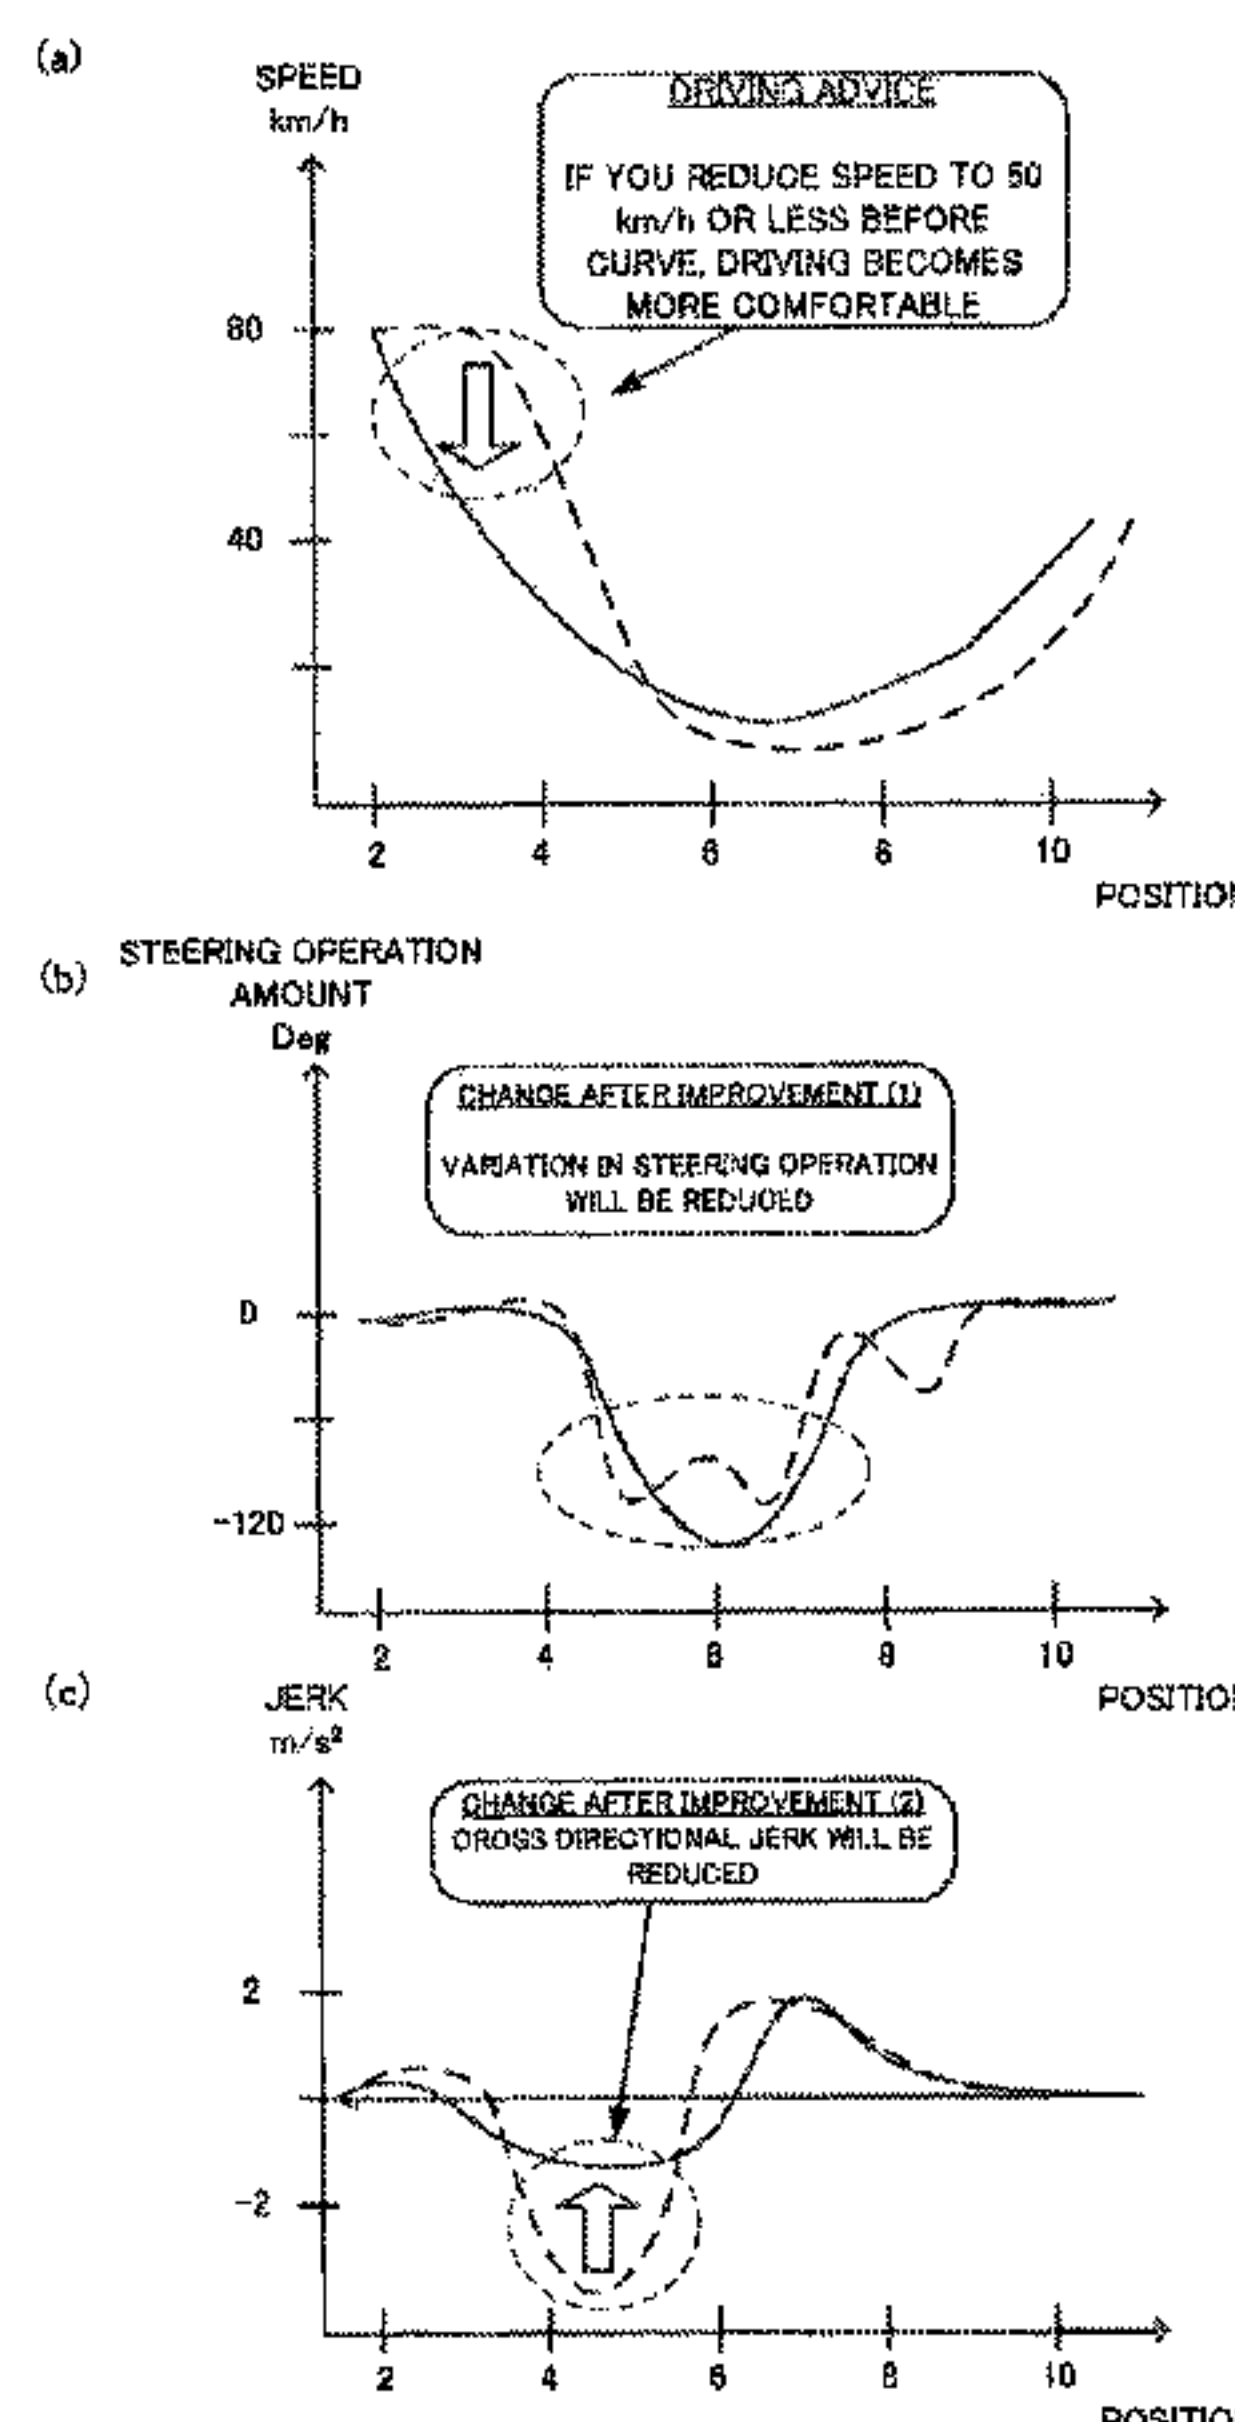 (a)
SPEED
km/h
DRIVING ADVICE
IF YOU REDUCE SPEED TO 50
km/h OR LESS BEFORE
CURVE, DRIVING BECOMES
MORE COMFORTABLE
60
40
2 4 6 8 10
POSITION
(b)
STEERING OPERATION
AMOUNT
Deg
CHANGE AFTER IMPROVEMENT (1)
VARIATION IN STEERING OPERATION
WILL BE REDUCED
0
-120
2 4 6 8 10
POSITIO
(c)
JERK
m/s²
CHANGE AFTER IMPROVEMENT (2)
CROSS DIRECTIONAL JERK WILL BE
REDUCED
2
-2
2 4 6 8 10
POSITIO